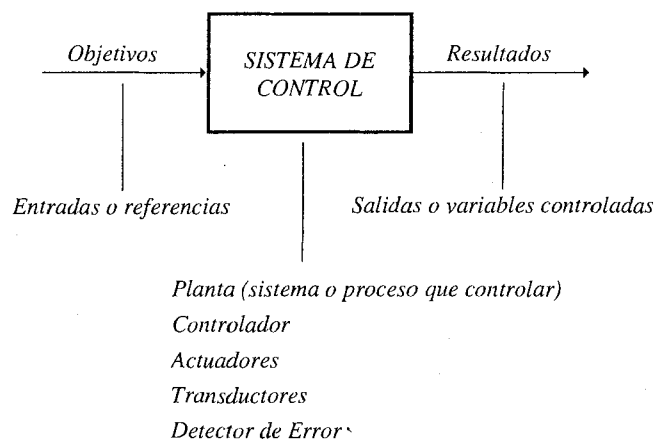 Objetivos
SISTEMA DE
CONTROL
Resultados
Entradas o referencias
Salidas o variables controladas
Planta (sistema o proceso que controlar)
Controlador
Actuadores
Transductores
Detector de Error